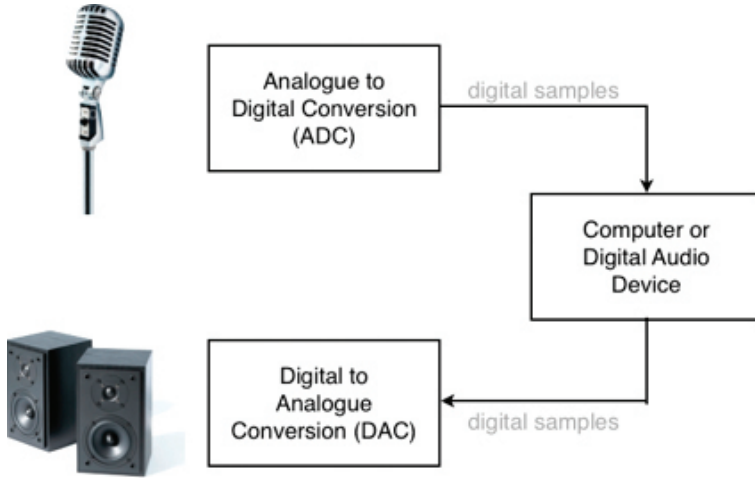 Analogue to
Digital Conversion
(ADC)
digital samples
Computer or
Digital Audio
Device
Digital to
Analogue
Conversion (DAC)
digital samples